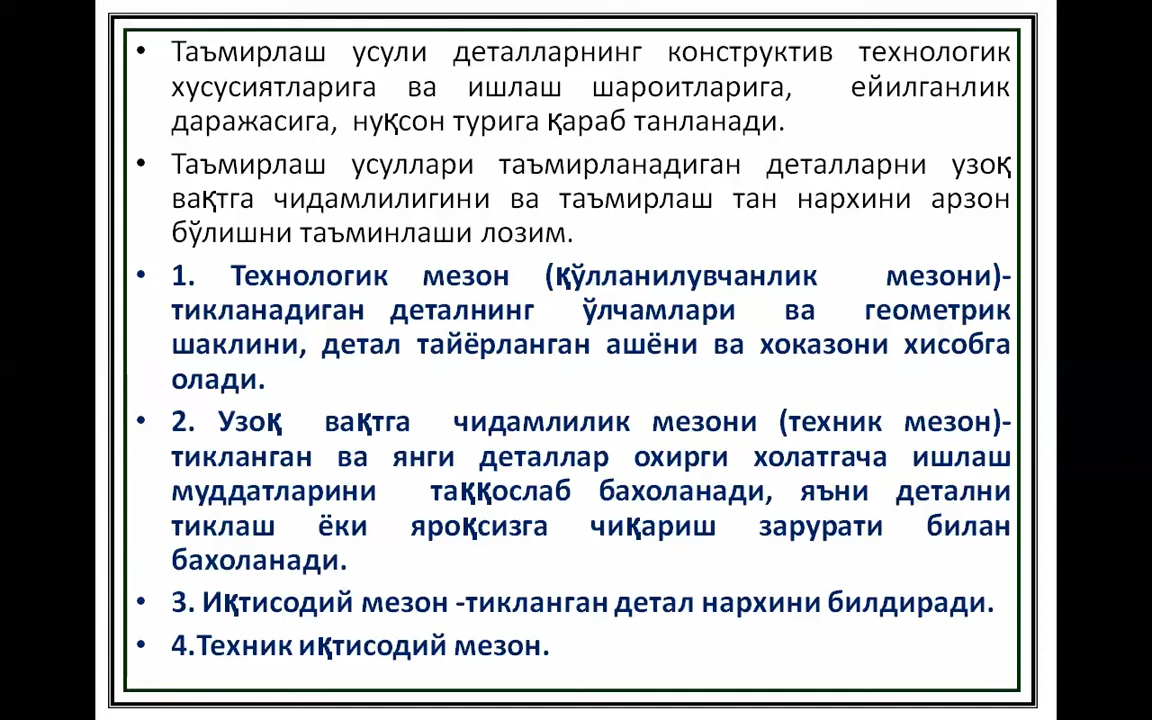 • Таъмирлаш усули деталларнинг конструктив технологик
хусусиятларига ва ишлаш шароитларига, ейилганлик
даражасига, нуқсон турига қараб танланади.
• Таъмирлаш усуллари таъмирланадиган деталларни узоқ
вақтга чидамлилигини ва таъмирлаш тан нархини арзон
бўлишни таъминлаши лозим.
• 1. Технологик мезон (қўлланилувчанлик мезони)-
тикланадиган деталнинг ўлчамлари ва геометрик
шаклини, детал тайёрланган ашёни ва хоказони хисобга
олади.
• 2. Узоқ вақтга чидамлилик мезони (техник мезон)-
тикланган ва янги деталлар охирги холатгача ишлаш
муддатларини таққослаб бахоланади, яъни детални
тиклаш ёки яроқсизга чиқариш зарурати билан
бахоланади.
• 3. Иқтисодий мезон -тикланган детал нархини билдиради.
• 4.Техник иқтисодий мезон.